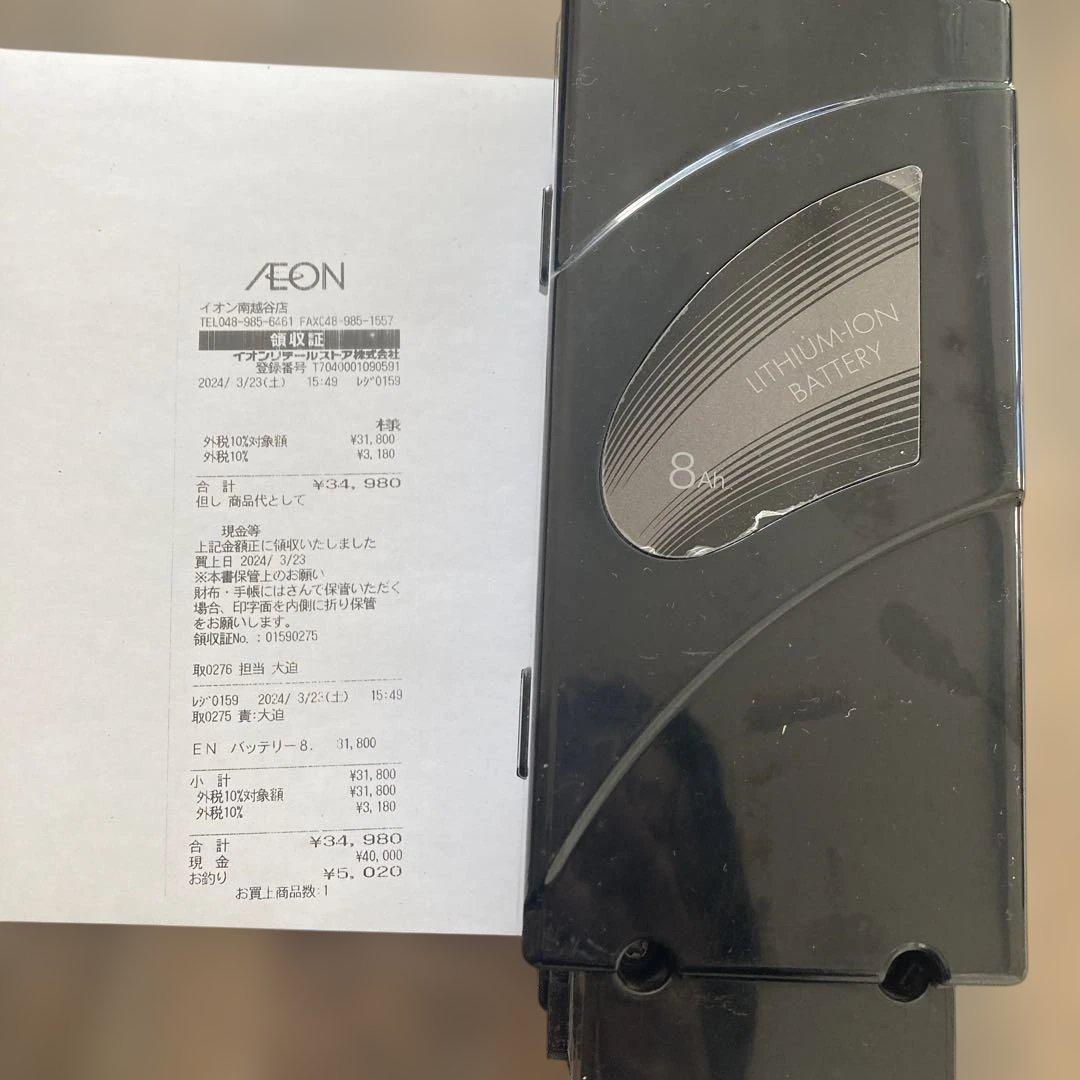 ÆON
イオン南越谷店
TEL048-985-6461 FAX048-985-1557
領収証
イオンリテールストア株式会社
登録番号 T7040001090591
2024/ 3/23(土) 15:49 ﾚｼﾞ0159
様
外税10%対象額 ¥31,800
外税10% ¥3,180
合 計 ¥34,980
但し 商品代として
現金等
上記金額正に領収いたしました
買上日 2024/ 3/23
※本書保管上のお願い
財布・手帳にはさんで保管いただく
場合、印字面を内側に折り保管
をお願いします。
領収証No. : 01590275
取0276 担当 大迫
ﾚｼﾞ0159 2024/ 3/23(土) 15:49
取0275 責:大迫
EN バッテリー8. 31,800
小 計 ¥31,800
外税10%対象額 ¥31,800
外税10% ¥3,180
合 計 ¥34,980
現 金 ¥40,000
お釣り ¥5,020
お買上商品数:1
LITHIUM-ION
BATTERY
8Ah